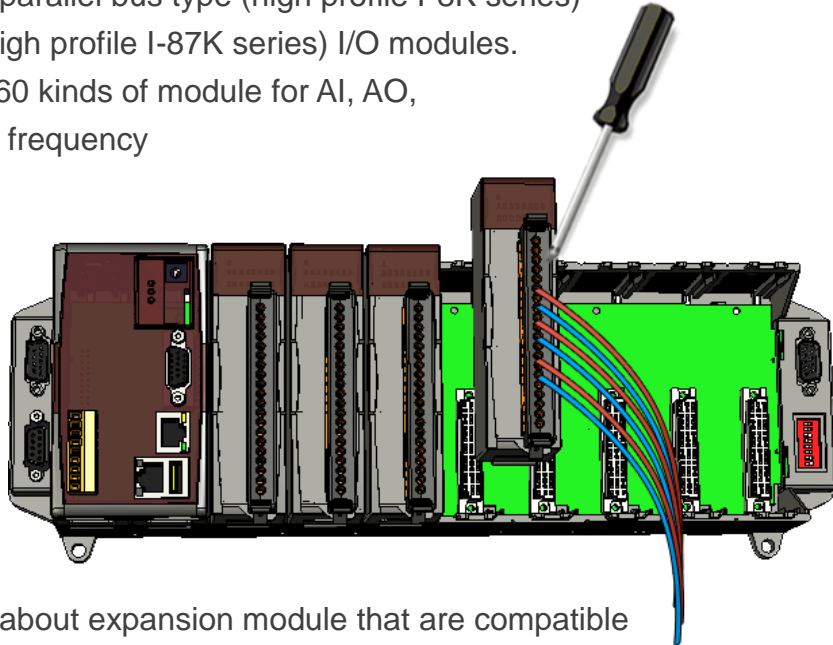 parallel bus type (high profile I-8K series)
igh profile I-87K series) I/O modules.
60 kinds of module for AI, AO,
frequency
about expansion module that are compatible